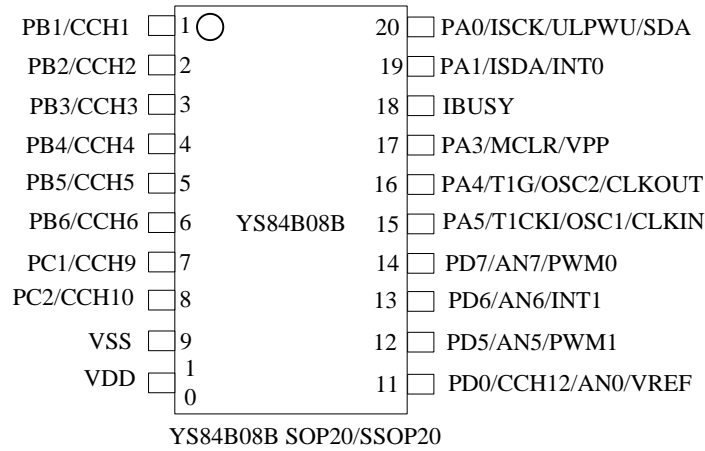 PB1/CCH1 1 20 PA0/ISCK/ULPWU/SDA
PB2/CCH2 2 19 PA1/ISDA/INT0
PB3/CCH3 3 18 IBUSY
PB4/CCH4 4 17 PA3/MCLR/VPP
PB5/CCH5 5 16 PA4/T1G/OSC2/CLKOUT
PB6/CCH6 6 YS84B08B 15 PA5/T1CKI/OSC1/CLKIN
PC1/CCH9 7 14 PD7/AN7/PWM0
PC2/CCH10 8 13 PD6/AN6/INT1
VSS 9 12 PD5/AN5/PWM1
VDD 10 11 PD0/CCH12/AN0/VREF
YS84B08B SOP20/SSOP20